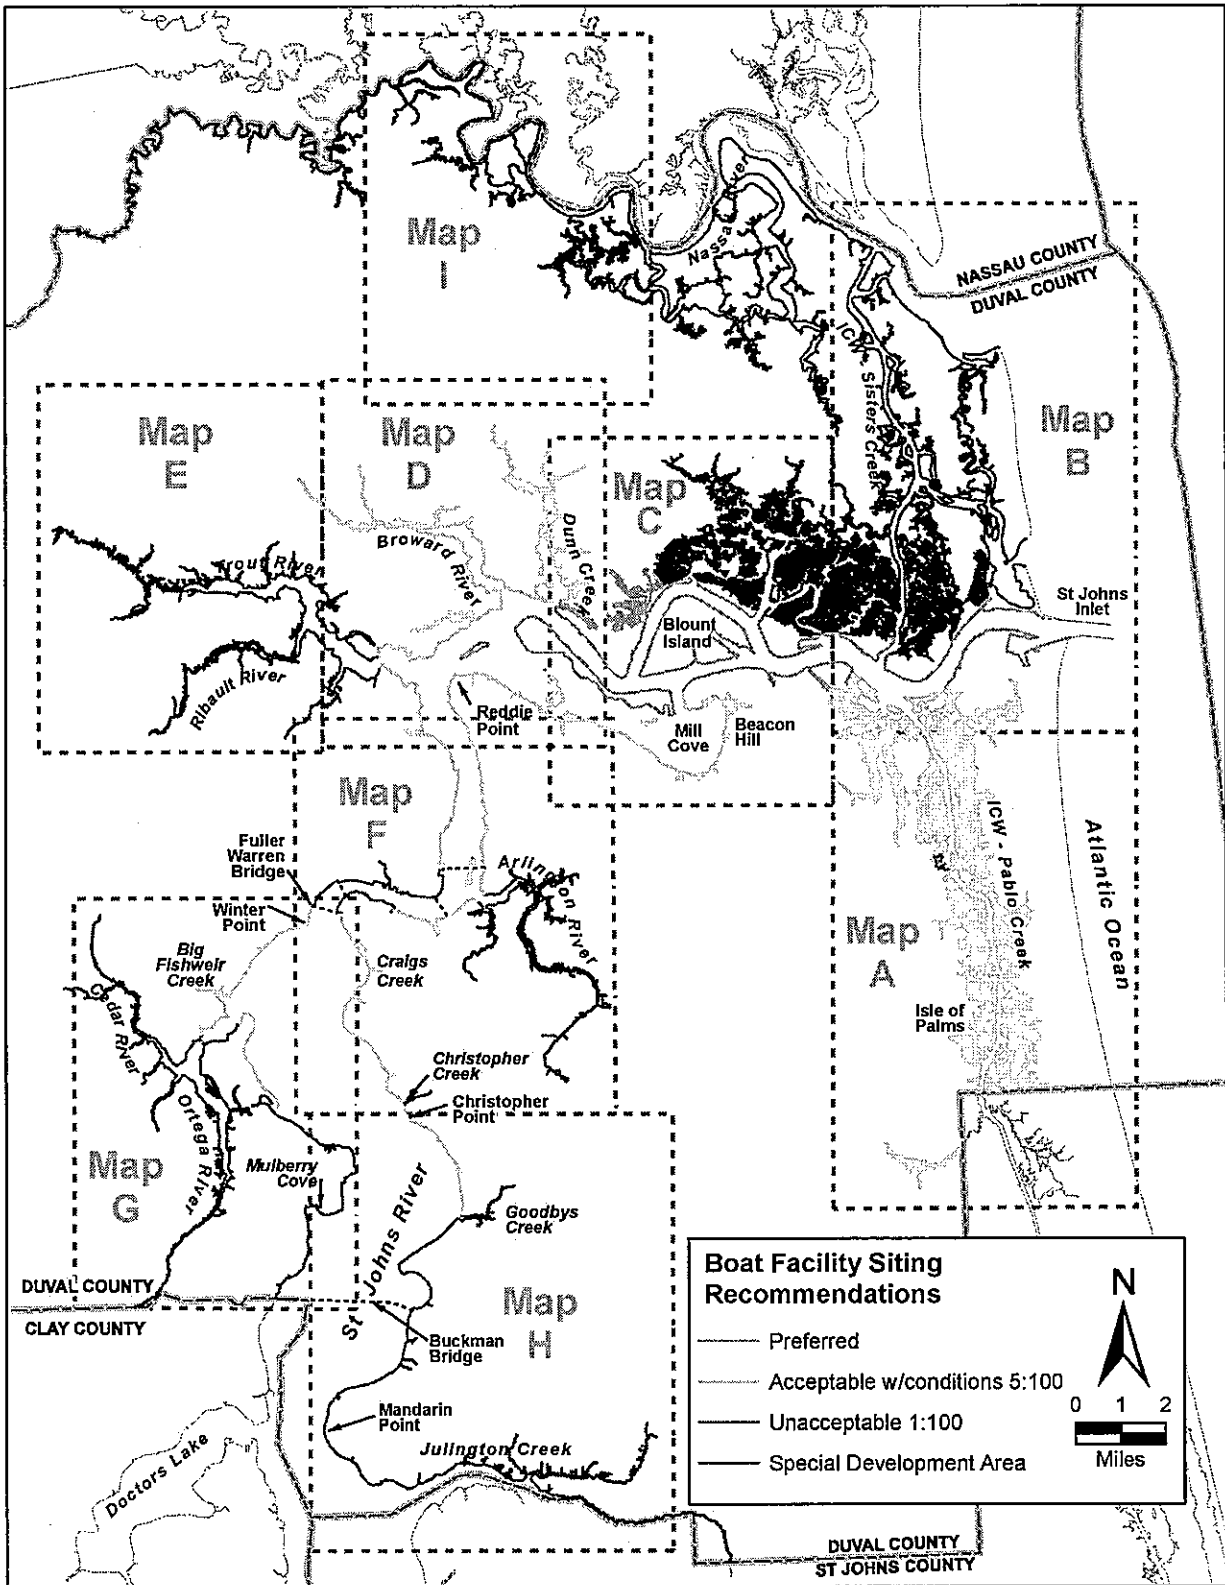 Map
I
Nassau River
NASSAU COUNTY
DUVAL COUNTY
ICW - Sisters Creek
Map
B
Map
E
Map
D
Map
C
Trout River
Broward
River
Dunn Creek
St Johns
Inlet
Blount
Island
Ribault River
Reddie
Point
Mill
Cove
Beacon
Hill
Map
F
Fuller
Warren
Bridge
Arlington River
ICW - Pablo Creek
Atlantic Ocean
Winter
Point
Big
Fishweir
Creek
Craigs
Creek
Map
A
Cedar River
Isle of
Palms
Christopher
Creek
Christopher
Point
Ortega River
Map
G
Mulberry
Cove
Goodbys
Creek
St Johns River
DUVAL COUNTY
CLAY COUNTY
Map
H
Buckman
Bridge
Mandarin
Point
Julington Creek
Doctors Lake
Boat Facility Siting
Recommendations
Preferred
Acceptable w/conditions 5:100
Unacceptable 1:100
Special Development Area
N
0 1 2
Miles
DUVAL COUNTY
ST JOHNS COUNTY